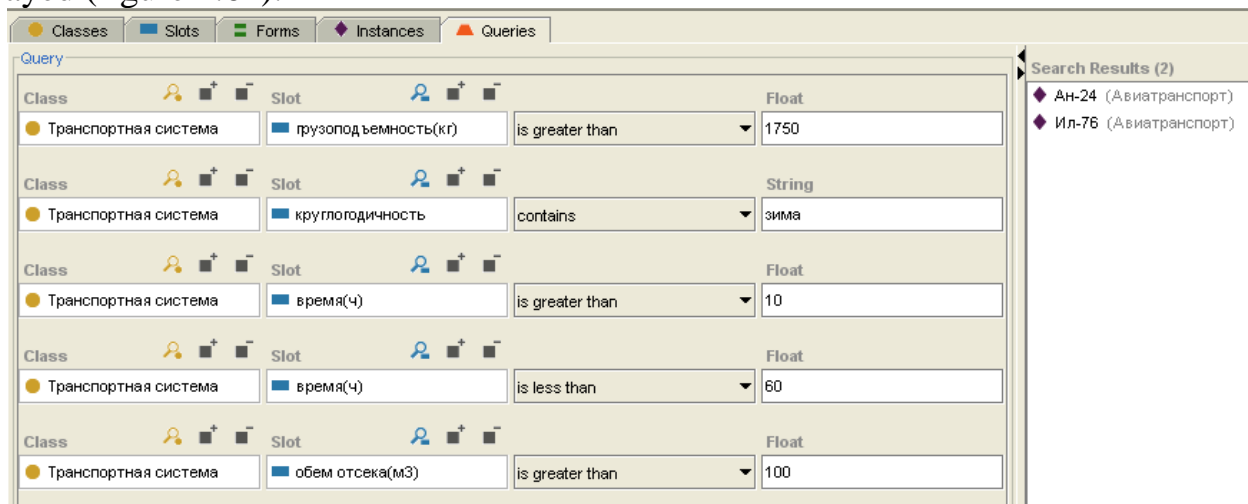 (Figure
Classes Slots Forms Instances Queries
Query
Search Results (2)
Class Slot Float
Транспортная система грузоподъемность(кг) is greater than 1750
Class Slot String
Транспортная система круглогодичность contains зима
Class Slot Float
Транспортная система время(ч) is greater than 10
Class Slot Float
Транспортная система время(ч) is less than 60
Class Slot Float
Транспортная система обем отсека(м3) is greater than 100
Ан-24 (Авиатранспорт)
Ил-76 (Авиатранспорт)